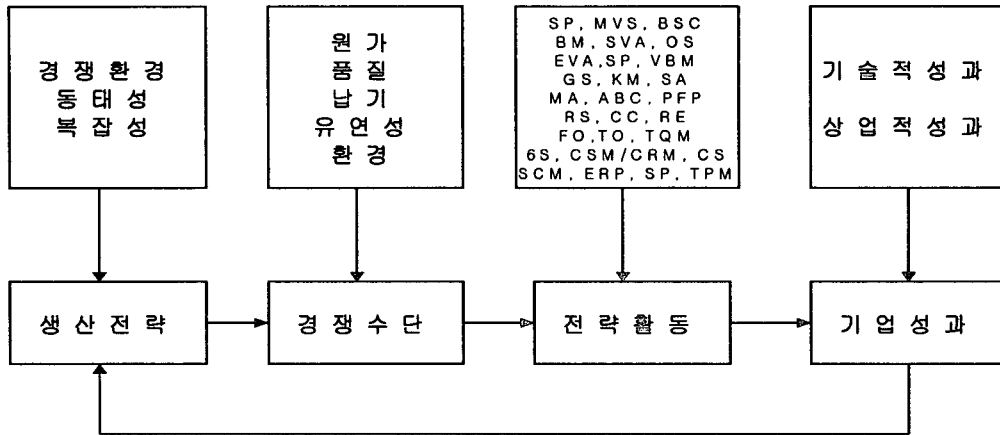 경쟁환경
동태성
복잡성
원가
품질
납기
유연성
환경
SP, MVS, BSC
BM, SVA, OS
EVA,SP, VBM
GS, KM, SA
MA, ABC, PFP
RS, CC, RE
FO,TO, TQM
6S, CSM/CRM, CS
SCM, ERP, SP, TPM
기술적성과
상업적성과
생산전략
경쟁수단
전략활동
기업성과